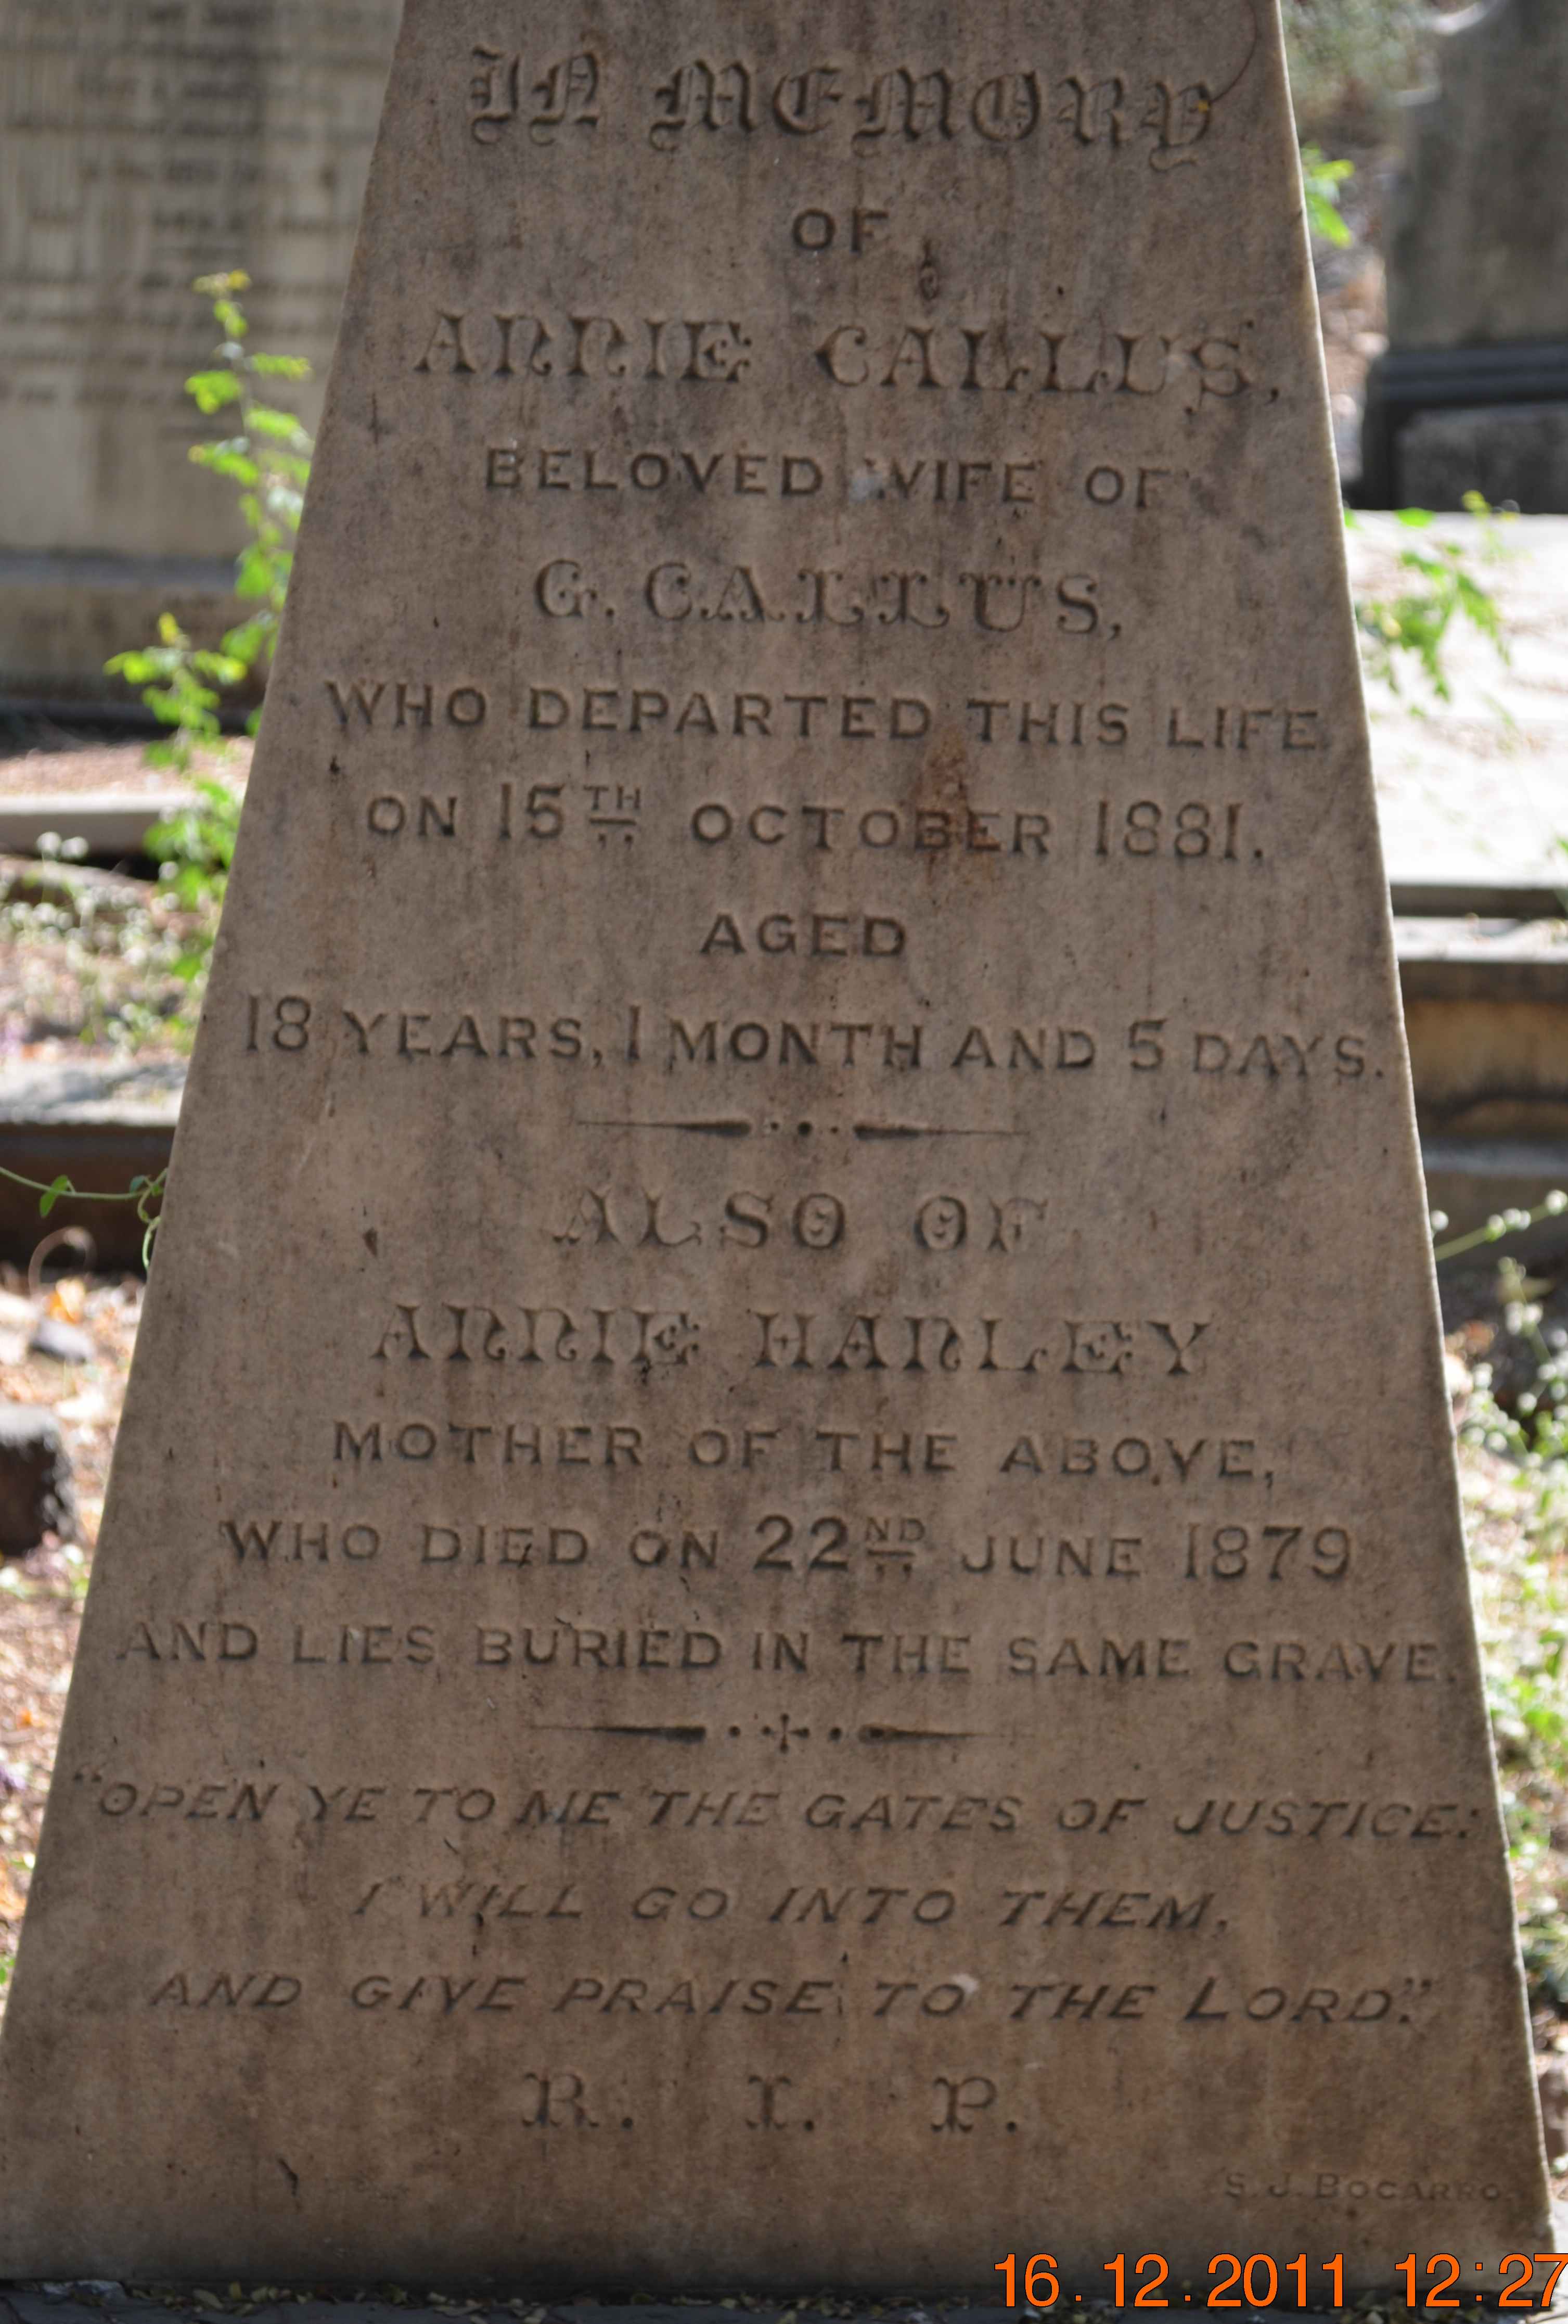 IN MEMORY
OF
ANNIE CALLUS,
BELOVED WIFE OF
G. CALLUS,
WHO DEPARTED THIS LIFE
ON 15TH OCTOBER 1881.
AGED
18 YEARS, 1 MONTH AND 5 DAYS.
ALSO OF
ANNIE HANLEY
MOTHER OF THE ABOVE,
WHO DIED ON 22ND JUNE 1879
AND LIES BURIED IN THE SAME GRAVE.
"OPEN YE TO ME THE GATES OF JUSTICE:
I WILL GO INTO THEM,
AND GIVE PRAISE TO THE LORD."
R. I. P.
S. J. BOCARRO.
16.12.2011 12:27